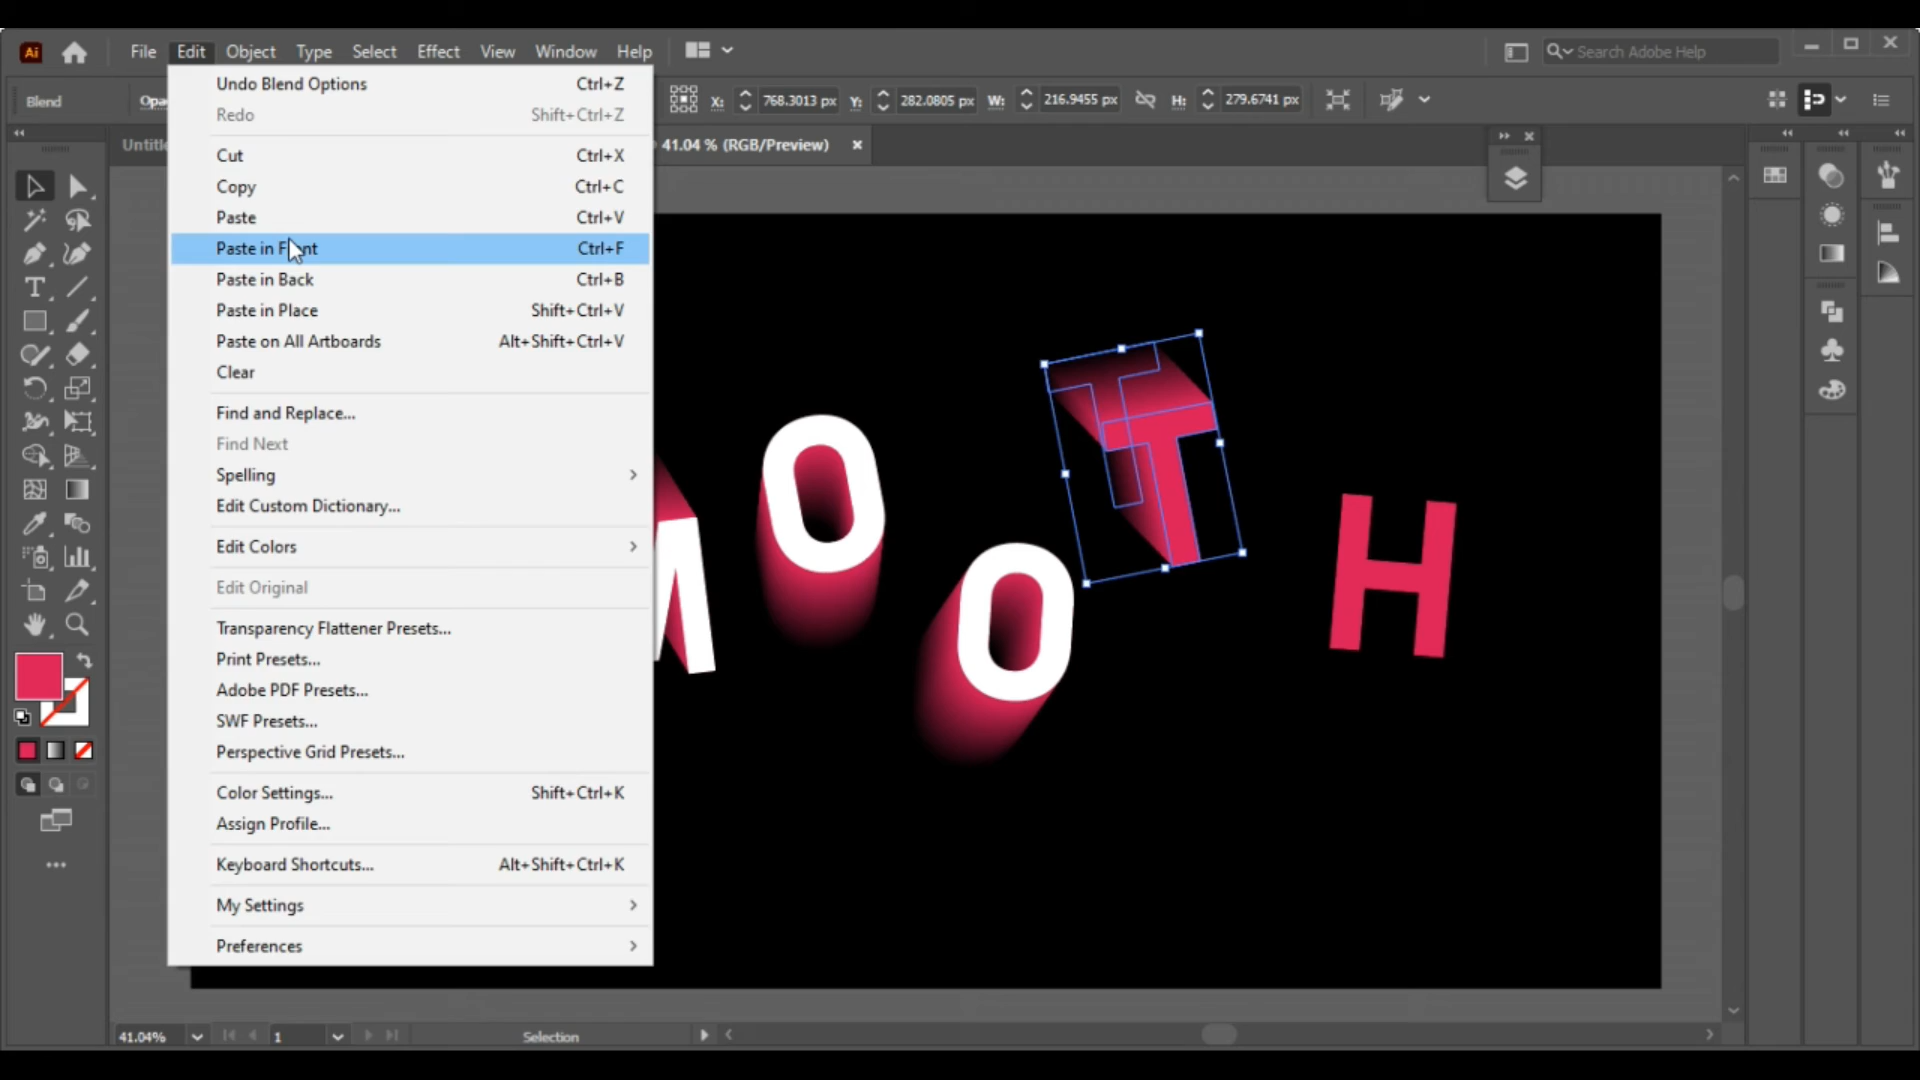 Ai File Edit Object Type Select Effect View Window Help Search Adobe Help
Blend Opa X: 768.3013 px Y: 282.0805 px W: 216.9455 px H: 279.6741 px
Untitle 41.04 % (RGB/Preview) ×
Undo Blend Options Ctrl+Z
Redo Shift+Ctrl+Z
Cut Ctrl+X
Copy Ctrl+C
Paste Ctrl+V
Paste in Front Ctrl+F
Paste in Back Ctrl+B
Paste in Place Shift+Ctrl+V
Paste on All Artboards Alt+Shift+Ctrl+V
Clear
Find and Replace...
Find Next
Spelling
Edit Custom Dictionary...
Edit Colors
Edit Original
Transparency Flattener Presets...
Print Presets...
Adobe PDF Presets...
SWF Presets...
Perspective Grid Presets...
Color Settings... Shift+Ctrl+K
Assign Profile...
Keyboard Shortcuts... Alt+Shift+Ctrl+K
My Settings
Preferences
M O O T H
41.04% 1 Selection